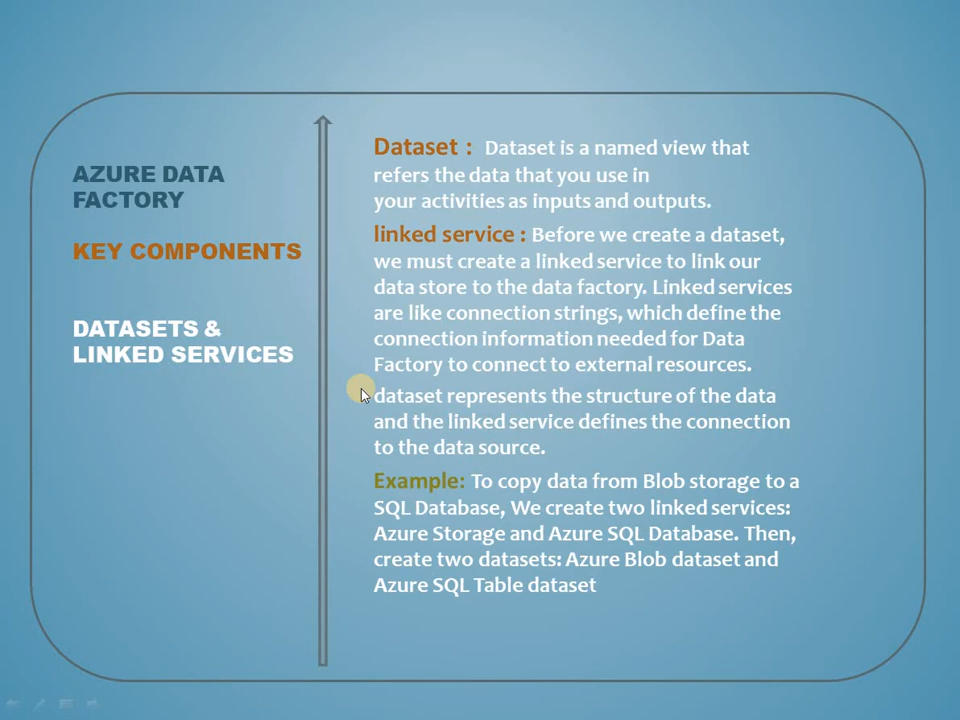 AZURE DATA
FACTORY
KEY COMPONENTS
DATASETS &
LINKED SERVICES
Dataset : Dataset is a named view that
refers the data that you use in
your activities as inputs and outputs.
linked service : Before we create a dataset,
we must create a linked service to link our
data store to the data factory. Linked services
are like connection strings, which define the
connection information needed for Data
Factory to connect to external resources.
dataset represents the structure of the data
and the linked service defines the connection
to the data source.
Example: To copy data from Blob storage to a
SQL Database, We create two linked services:
Azure Storage and Azure SQL Database. Then,
create two datasets: Azure Blob dataset and
Azure SQL Table dataset